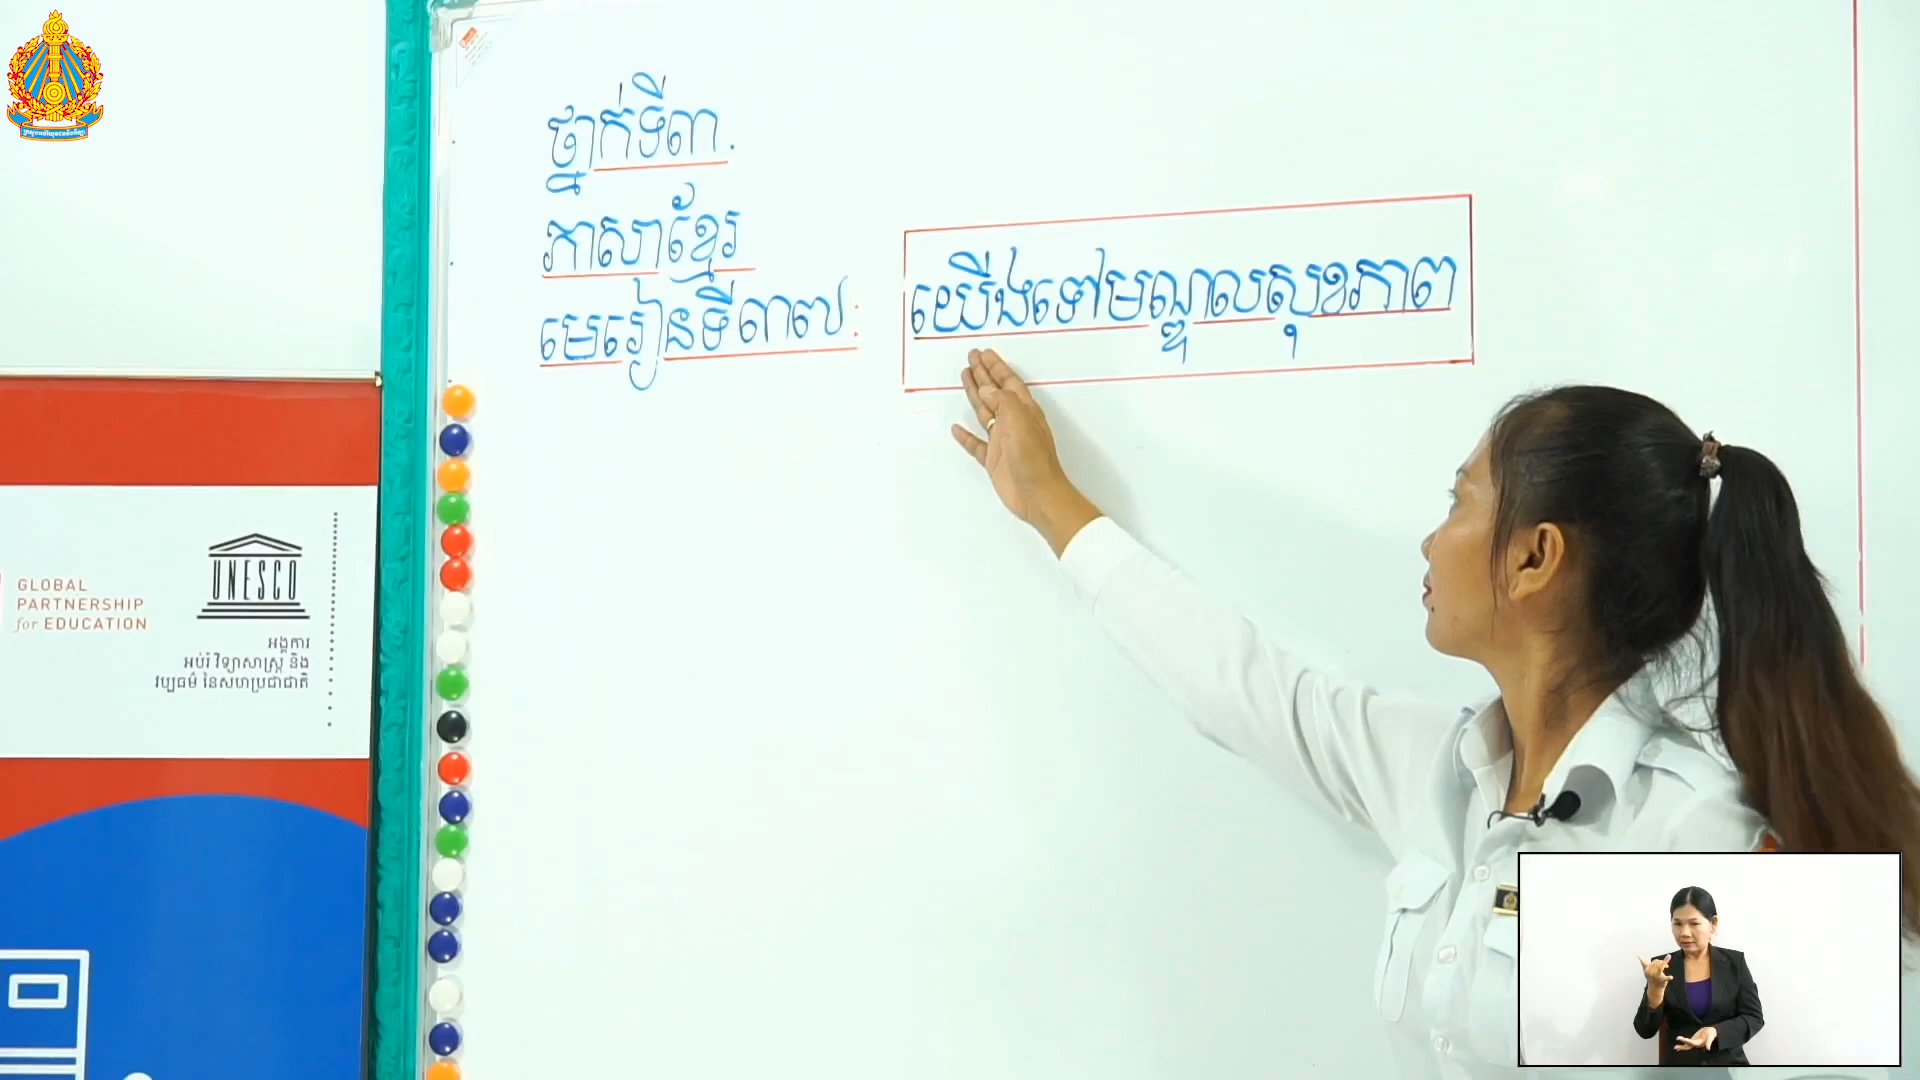 ថ្នាក់ទី៣.
ភាសាខ្មែរ
មេរៀនទី៣៧:
យើងទៅមណ្ឌលសុខភាព
GLOBAL
PARTNERSHIP
for EDUCATION
UNESCO
អង្គការ
អប់រំ វិទ្យាសាស្ត្រ និង
វប្បធម៌ នៃសហប្រជាជាតិ